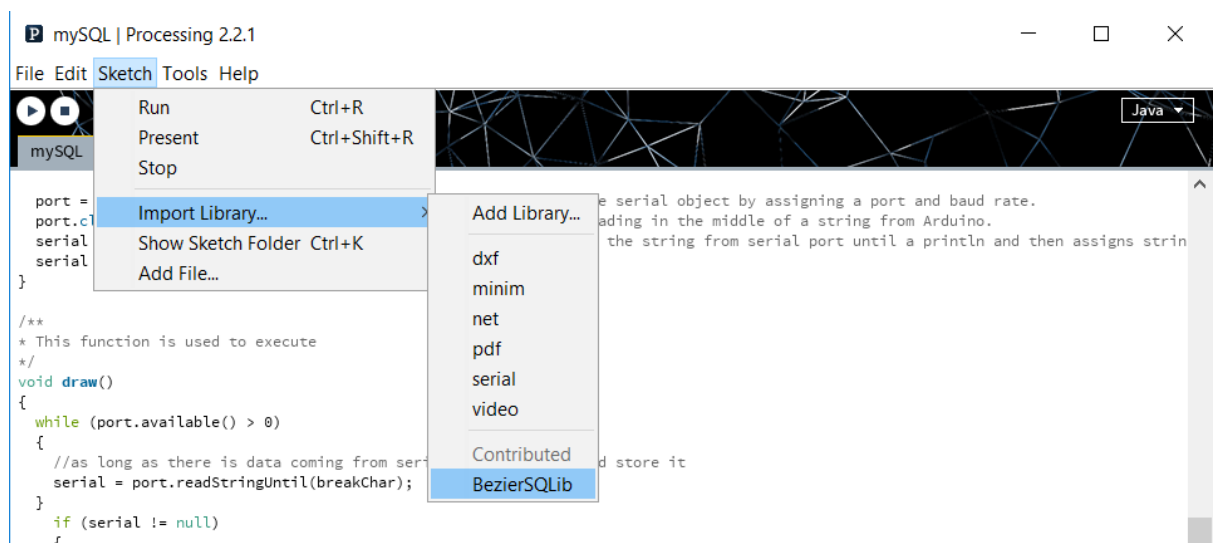 mySQL | Processing 2.2.1
File Edit Sketch Tools Help
Run Ctrl+R
Present Ctrl+Shift+R
Stop
Import Library...
Show Sketch Folder Ctrl+K
Add File...
Add Library...
dxf
minim
net
pdf
serial
video
Contributed
BezierSQLib
Java
mySQL
port = e serial object by assigning a port and baud rate.
port.cl ading in the middle of a string from Arduino.
serial the string from serial port until a println and then assigns strin
serial
}
/**
* This function is used to execute
*/
void draw()
{
while (port.available() > 0)
{
//as long as there is data coming from seri d store it
serial = port.readStringUntil(breakChar);
}
if (serial != null)
{